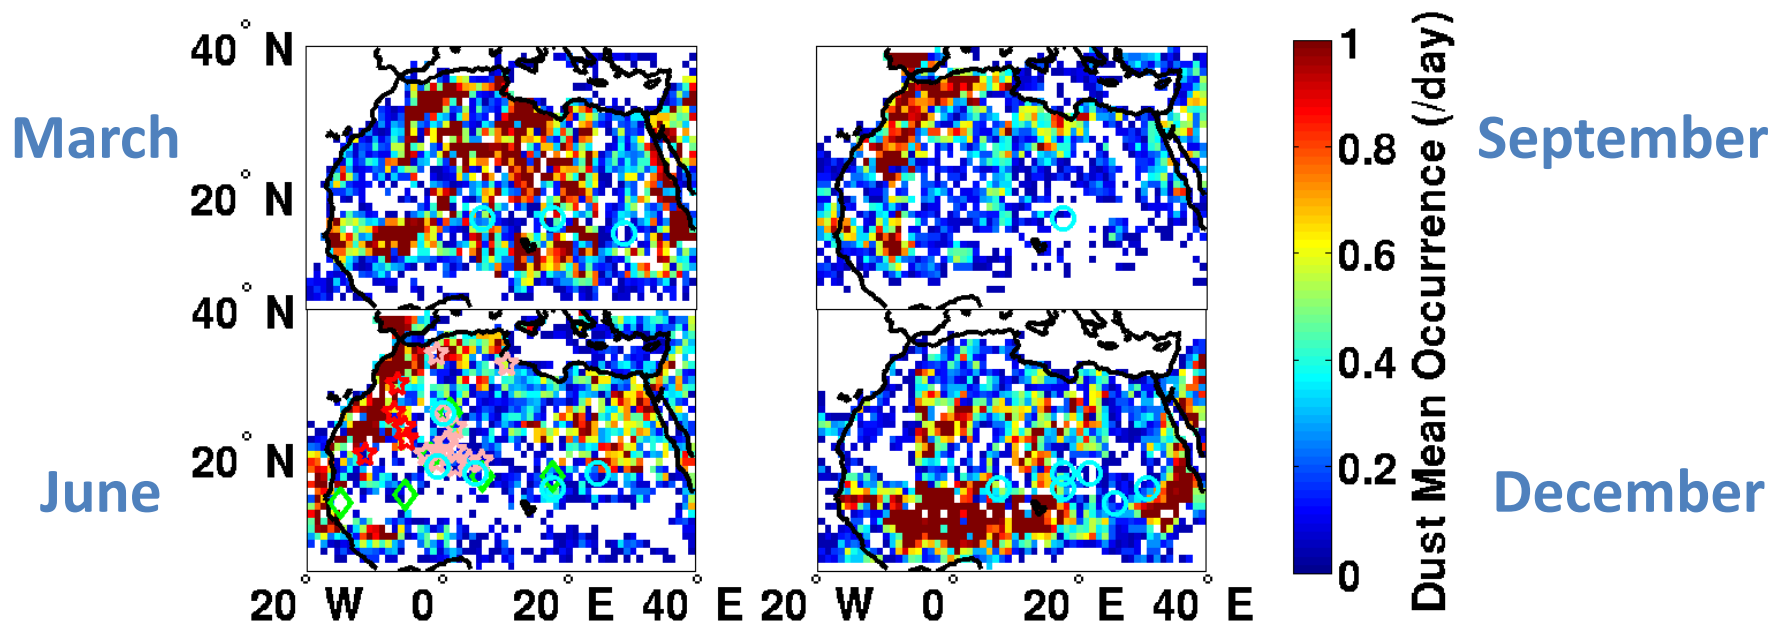 March
September
June
December
40° N
20° N
40° N
20° N
20° W 0° 20° E 40° E
20° W 0° 20° E 40° E
1
0.8
0.6
0.4
0.2
0
Dust Mean Occurrence (/day)